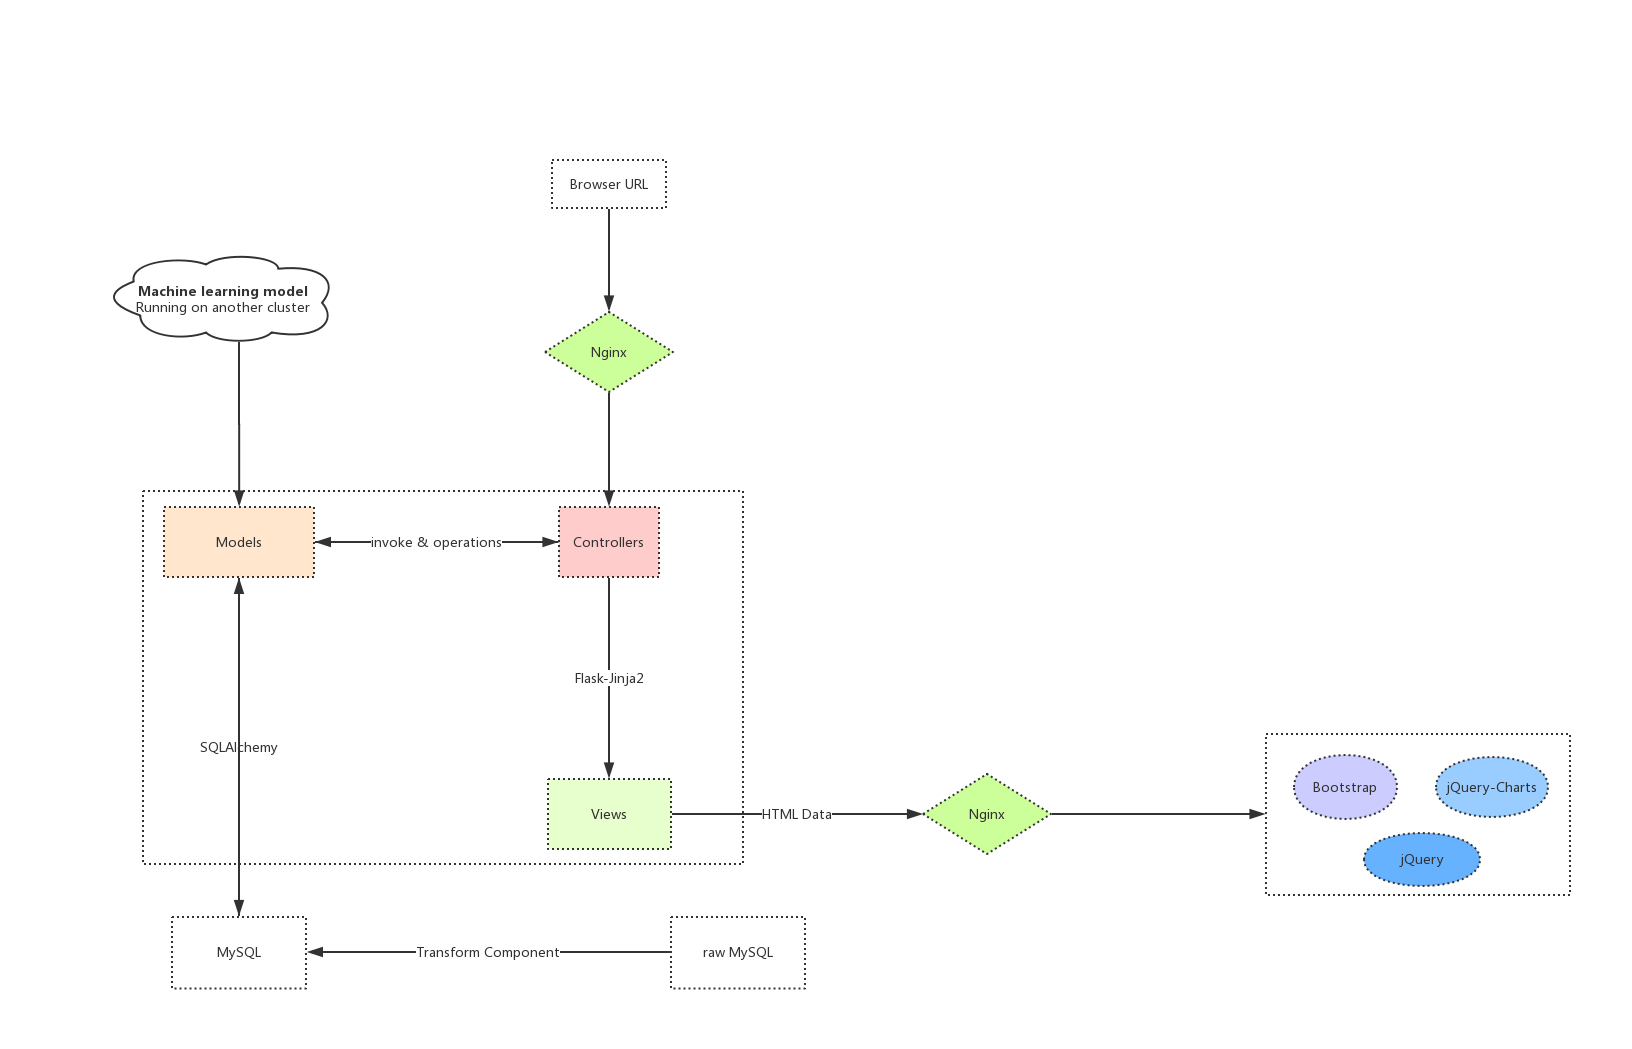 Browser URL
Machine learning model
Running on another cluster
Nginx
Models
invoke & operations
Controllers
Flask-Jinja2
SQLAlchemy
Views
HTML Data
Nginx
Bootstrap
jQuery-Charts
jQuery
MySQL
Transform Component
raw MySQL